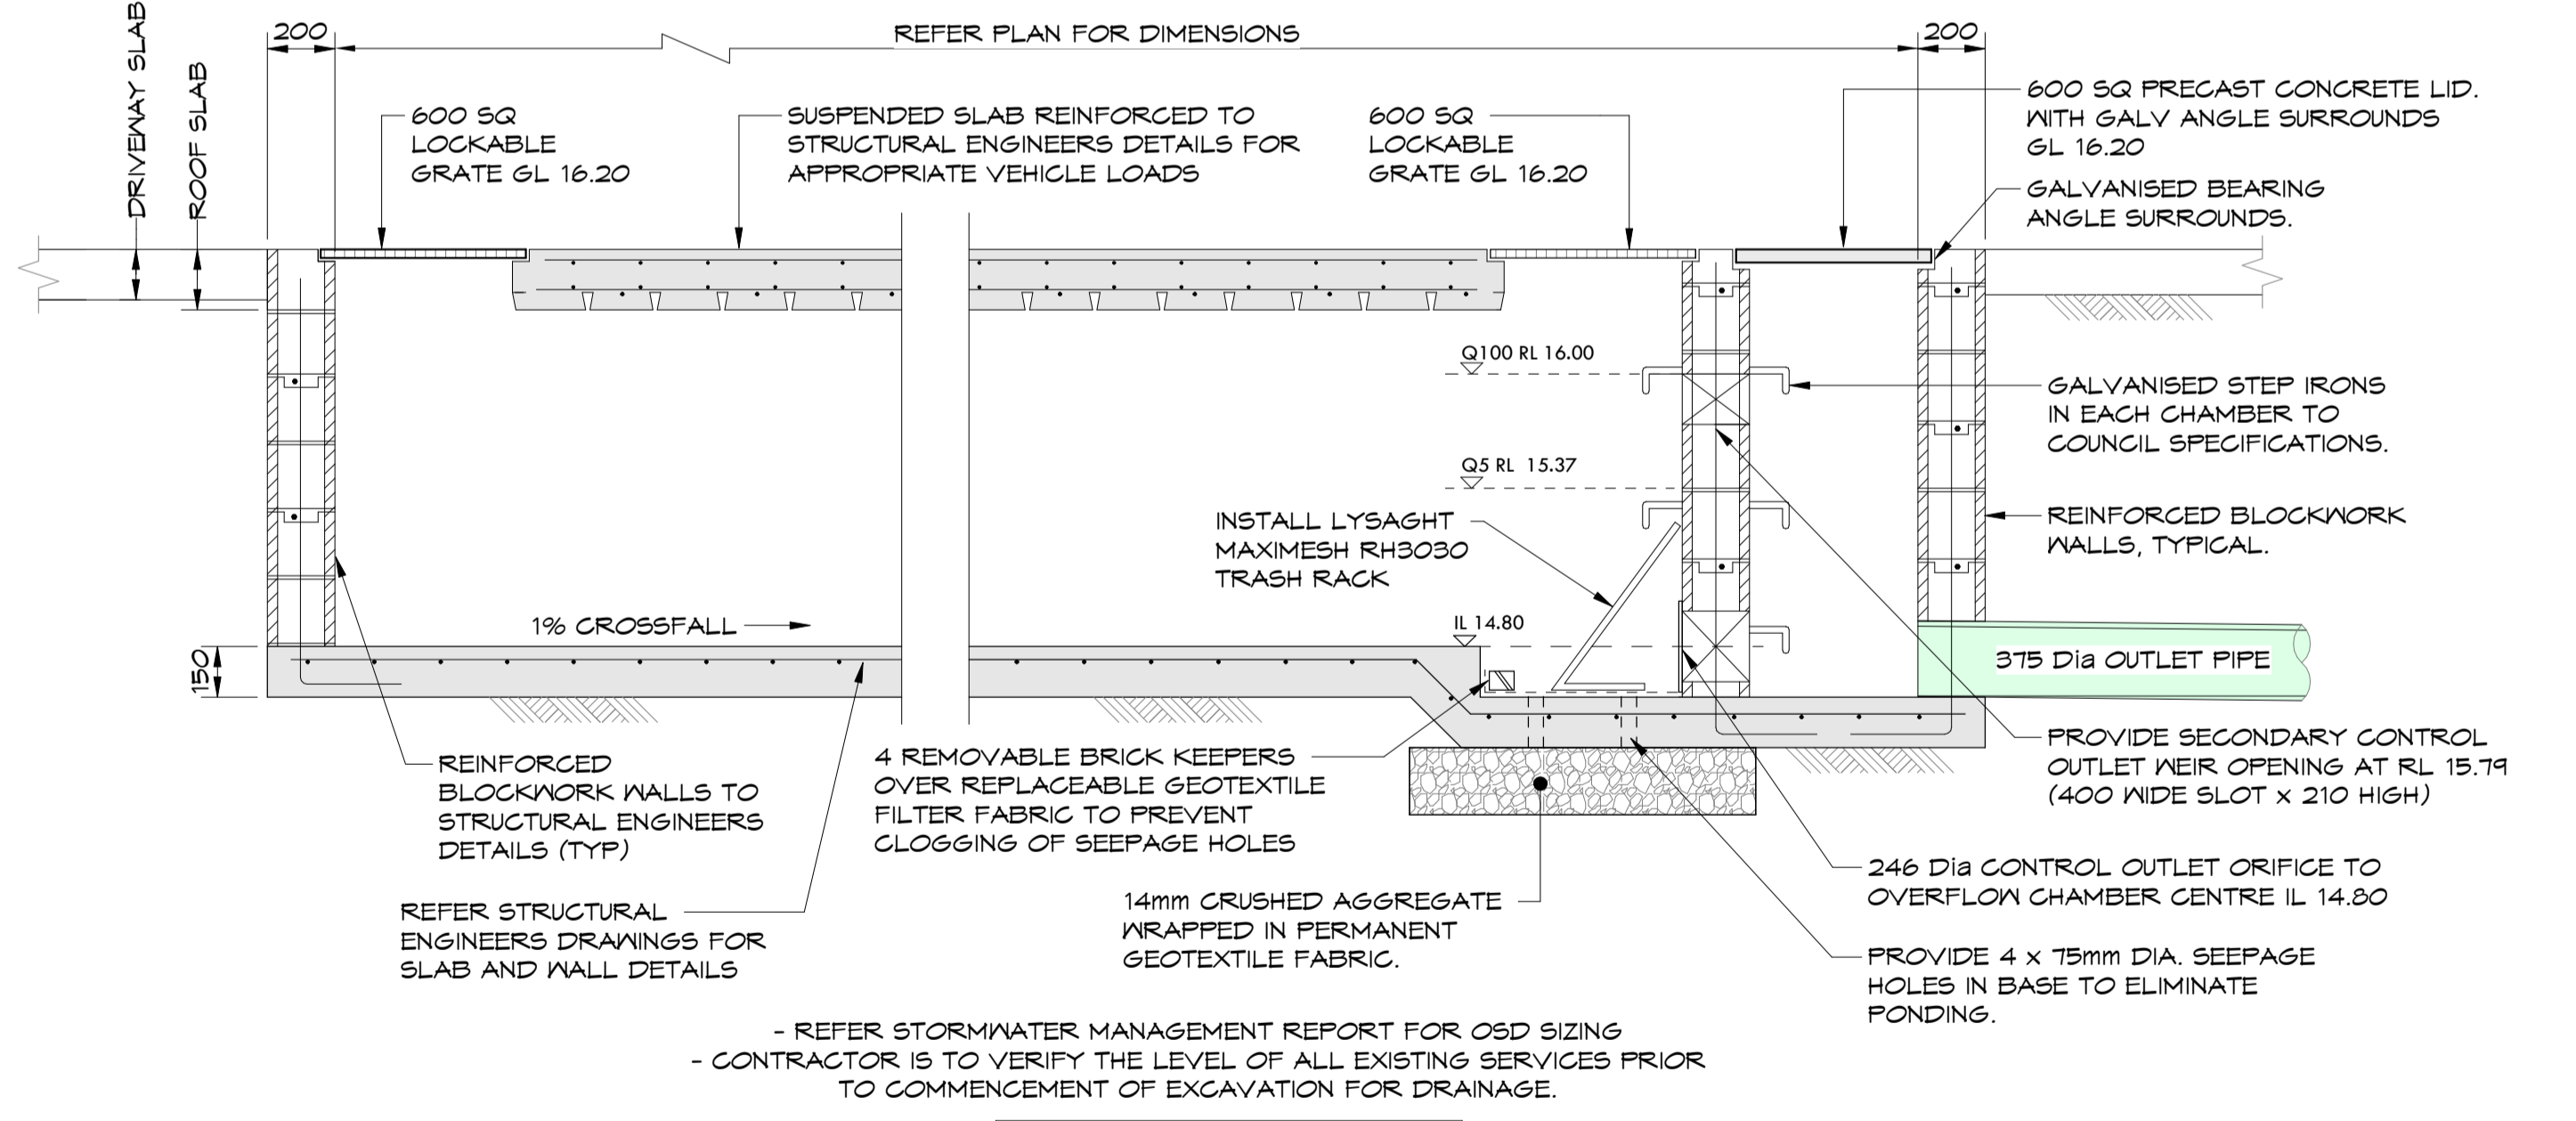 DRIVEWAY SLAB
ROOF SLAB
200
REFER PLAN FOR DIMENSIONS
200
600 SQ
LOCKABLE
GRATE GL 16.20
SUSPENDED SLAB REINFORCED TO
STRUCTURAL ENGINEERS DETAILS FOR
APPROPRIATE VEHICLE LOADS
600 SQ
LOCKABLE
GRATE GL 16.20
600 SQ PRECAST CONCRETE LID.
WITH GALV ANGLE SURROUNDS
GL 16.20
GALVANISED BEARING
ANGLE SURROUNDS.
Q100 RL 16.00
GALVANISED STEP IRONS
IN EACH CHAMBER TO
COUNCIL SPECIFICATIONS.
Q5 RL 15.37
INSTALL LYSAGHT
MAXIMESH RH3030
TRASH RACK
REINFORCED BLOCKWORK
WALLS, TYPICAL.
1% CROSSFALL
IL 14.80
150
375 Dia OUTLET PIPE
REINFORCED
BLOCKWORK WALLS TO
STRUCTURAL ENGINEERS
DETAILS (TYP)
4 REMOVABLE BRICK KEEPERS
OVER REPLACEABLE GEOTEXTILE
FILTER FABRIC TO PREVENT
CLOGGING OF SEEPAGE HOLES
PROVIDE SECONDARY CONTROL
OUTLET WEIR OPENING AT RL 15.79
(400 WIDE SLOT x 210 HIGH)
REFER STRUCTURAL
ENGINEERS DRAWINGS FOR
SLAB AND WALL DETAILS
14mm CRUSHED AGGREGATE
WRAPPED IN PERMANENT
GEOTEXTILE FABRIC.
246 Dia CONTROL OUTLET ORIFICE TO
OVERFLOW CHAMBER CENTRE IL 14.80
PROVIDE 4 x 75mm DIA. SEEPAGE
HOLES IN BASE TO ELIMINATE
PONDING.
- REFER STORMWATER MANAGEMENT REPORT FOR OSD SIZING
- CONTRACTOR IS TO VERIFY THE LEVEL OF ALL EXISTING SERVICES PRIOR
TO COMMENCEMENT OF EXCAVATION FOR DRAINAGE.